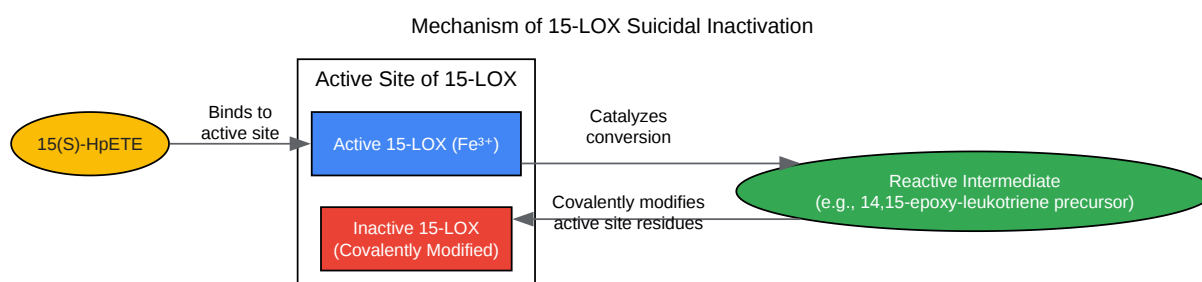 Mechanism of 15-LOX Suicidal Inactivation
Active Site of 15-LOX
15(S)-HpETE
Binds to
active site
Active 15-LOX (Fe³⁺)
Catalyzes
conversion
Reactive Intermediate
(e.g., 14,15-epoxy-leukotriene precursor)
Covalently modifies
active site residues
Inactive 15-LOX
(Covalently Modified)